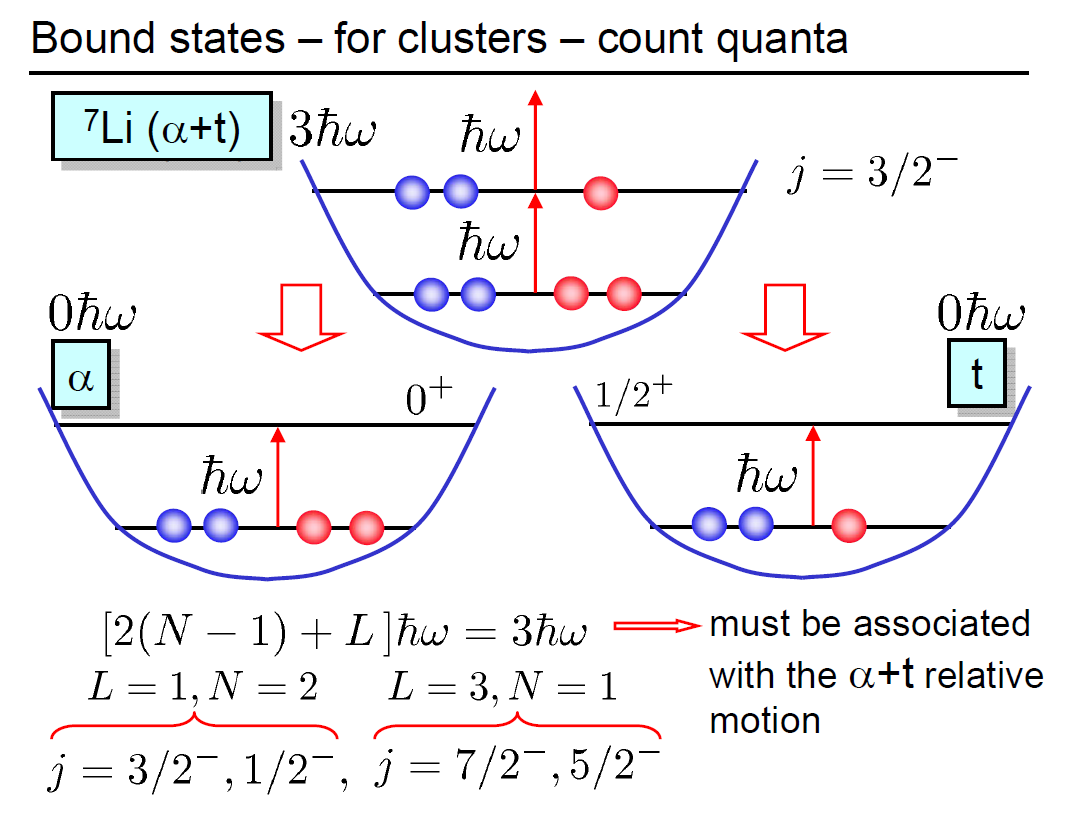 Bound states – for clusters – count quanta
⁷Li (α+t)
3ħω
ħω
j = 3/2⁻
ħω
0ħω
0ħω
α
t
0⁺
1/2⁺
ħω
ħω
[2(N − 1) + L]ħω = 3ħω
must be associated
with the α+t relative
motion
L = 1, N = 2
L = 3, N = 1
j = 3/2⁻, 1/2⁻,
j = 7/2⁻, 5/2⁻